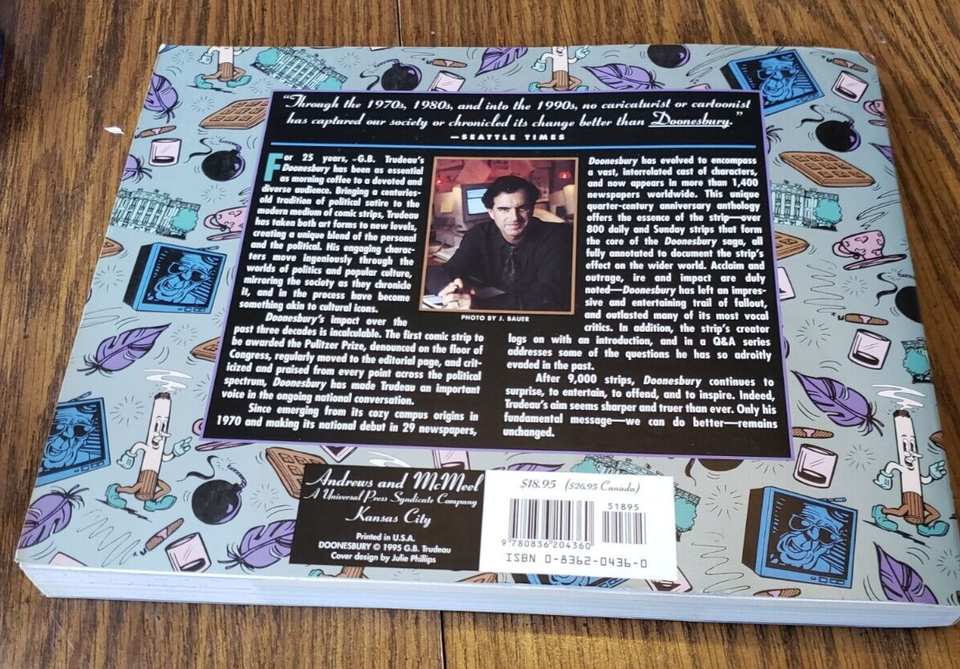 "Through the 1970s, 1980s, and into the 1990s, no caricaturist or cartoonist
has captured our society or chronicled its change better than Doonesbury."
—SEATTLE TIMES
For 25 years, G.B. Trudeau's
Doonesbury has been as essential
as morning coffee to a devoted and
diverse audience. Bringing a centuries-
old tradition of political satire to the
modern medium of comic strips, Trudeau
has taken both art forms to new levels,
creating a unique blend of the personal
and the political. His engaging charac-
ters move ingeniously through the
worlds of politics and popular culture,
mirroring the society as they chronicle
it, and in the process have become
something akin to cultural icons.
Doonesbury's impact over the
past three decades is incalculable. The first comic strip to
be awarded the Pulitzer Prize, denounced on the floor of
Congress, regularly moved to the editorial page, and crit-
icized and praised from every point across the political
spectrum, Doonesbury has made Trudeau an important
voice in the ongoing national conversation.
Since emerging from its cozy campus origins in
1970 and making its national debut in 29 newspapers,
PHOTO BY J. BAUER
Doonesbury has evolved to encompass
a vast, interrelated cast of characters,
and now appears in more than 1,400
newspapers worldwide. This unique
quarter-century anniversary anthology
offers the essence of the strip—over
800 daily and Sunday strips that form
the core of the Doonesbury saga, all
fully annotated to document the strip's
effect on the wider world. Acclaim and
outrage, ire and impact are duly
noted—Doonesbury has left an impres-
sive and entertaining trail of fallout,
and outlasted many of its most vocal
critics. In addition, the strip's creator
logs on with an introduction, and in a Q&A series
addresses some of the questions he has so adroitly
evaded in the past.
After 9,000 strips, Doonesbury continues to
surprise, to entertain, to offend, and to inspire. Indeed,
Trudeau's aim seems sharper and truer than ever. Only his
fundamental message—we can do better—remains
unchanged.
Andrews and McMeel
A Universal Press Syndicate Company
Kansas City
Printed in U.S.A.
DOONESBURY © 1995 G.B. Trudeau
Cover design by Julie Phillips
$18.95 ($26.95 Canada)
51895
9 780836 204360
ISBN 0-8362-0436-0